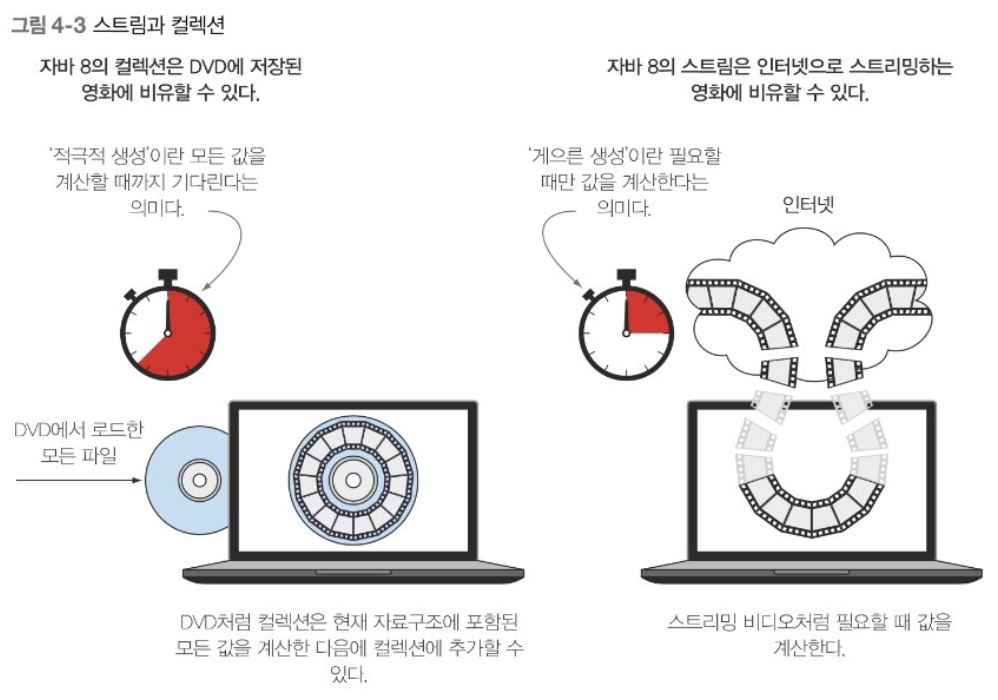 그림 4-3 스트림과 컬렉션
자바 8의 컬렉션은 DVD에 저장된
영화에 비유할 수 있다.
자바 8의 스트림은 인터넷으로 스트리밍하는
영화에 비유할 수 있다.
'적극적 생성'이란 모든 값을
계산할 때까지 기다린다는
의미다.
'게으른 생성'이란 필요할
때만 값을 계산한다는
의미다.
인터넷
DVD에서 로드한
모든 파일
DVD처럼 컬렉션은 현재 자료구조에 포함된
모든 값을 계산한 다음에 컬렉션에 추가할 수
있다.
스트리밍 비디오처럼 필요할 때 값을
계산한다.